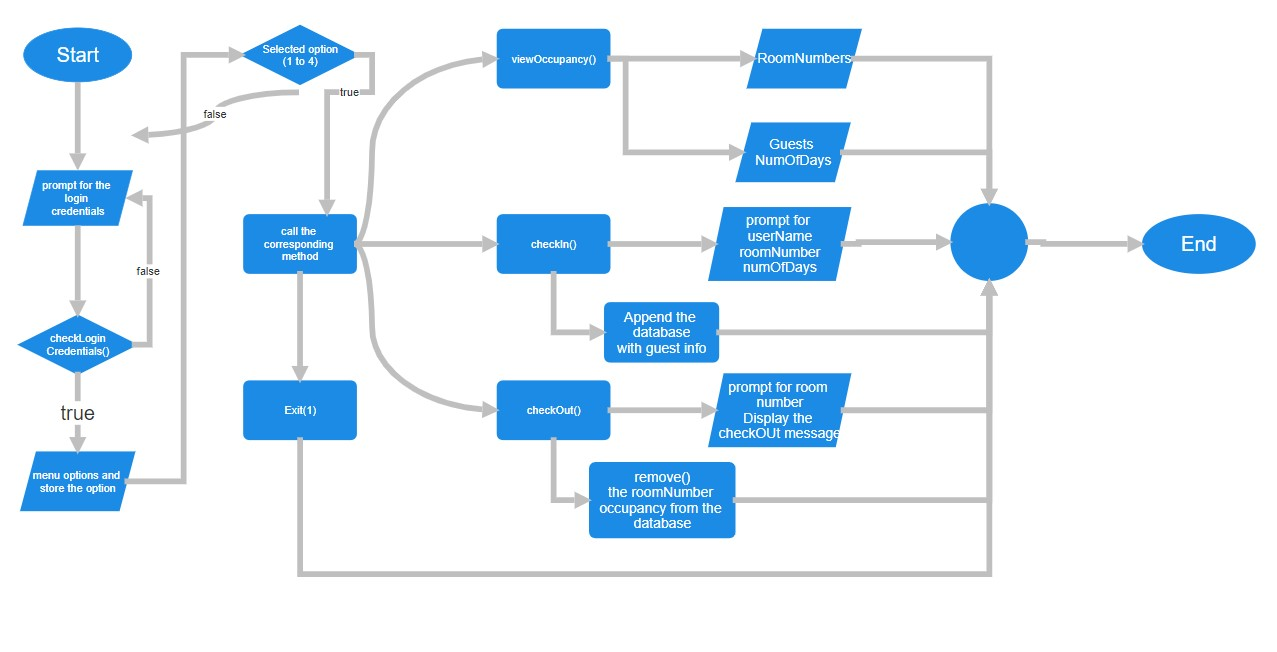 Start
Selected option
(1 to 4)
true
false
prompt for the
login
credentials
false
checkLogin
Credentials()
true
menu options and
store the option
call the
corresponding
method
Exit(1)
viewOccupancy()
RoomNumbers
Guests
NumOfDays
checkIn()
prompt for
userName
roomNumber
numOfDays
Append the
database
with guest info
checkOut()
prompt for room
number
Display the
checkOUt message
remove()
the roomNumber
occupancy from the
database
End